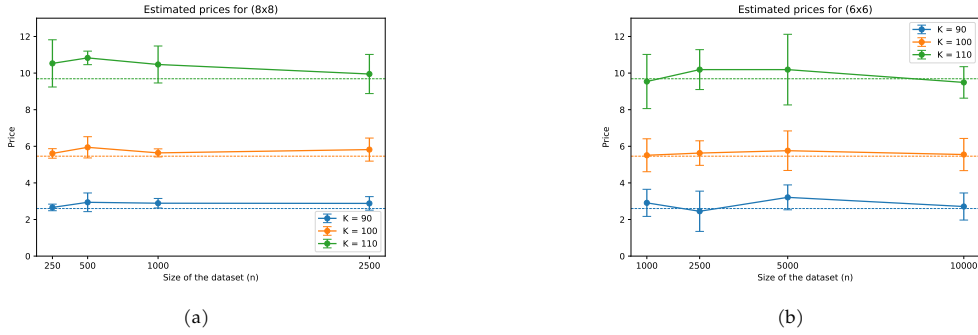 Estimated prices for (8x8)
12
10
8
6
4
2
0
Price
K = 90
K = 100
K = 110
250 500 1000 2500
Size of the dataset (n)
(a)
Estimated prices for (6x6)
12
10
8
6
4
2
0
Price
K = 90
K = 100
K = 110
1000 2500 5000 10000
Size of the dataset (n)
(b)